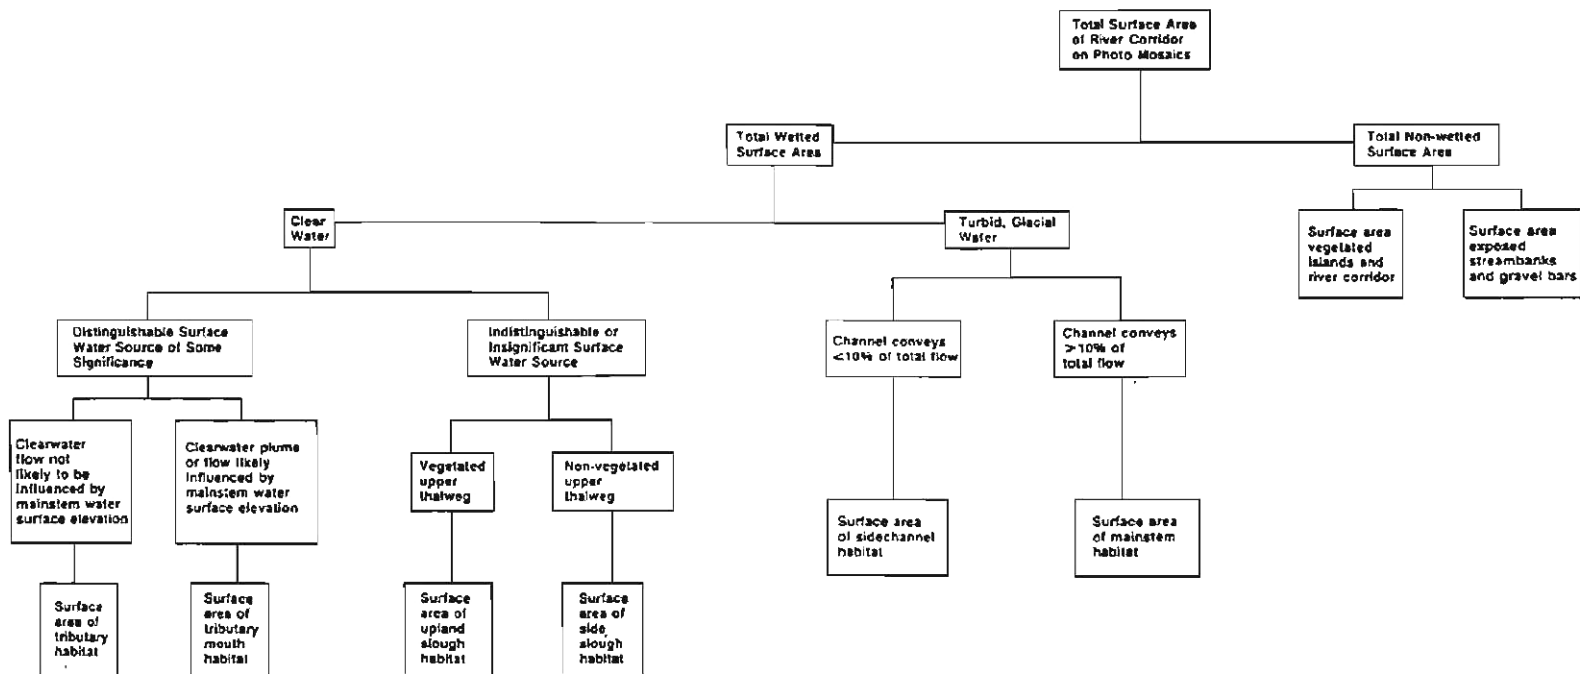 Total Surface Area
of River Corridor
on Photo Mosaics
Total Wetted
Surface Area
Total Non-wetted
Surface Area
Clear
Water
Turbid, Glacial
Water
Surface area
vegetated
islands and
river corridor
Surface area
exposed
streambanks
and gravel bars
Distinguishable Surface
Water Source of Some
Significance
Indistinguishable or
Insignificant Surface
Water Source
Channel conveys
<10% of total flow
Channel conveys
>10% of
total flow
Clearwater
flow not
likely to be
influenced by
mainstem water
surface elevation
Clearwater plume
or flow likely
influenced by
mainstem water
surface elevation
Vegetated
upper
thalweg
Non-vegetated
upper
thalweg
Surface area
of sidechannel
habitat
Surface area
of mainstem
habitat
Surface
area of
tributary
habitat
Surface
area of
tributary
mouth
habitat
Surface
area of
upland
slough
habitat
Surface
area of
side
slough
habitat